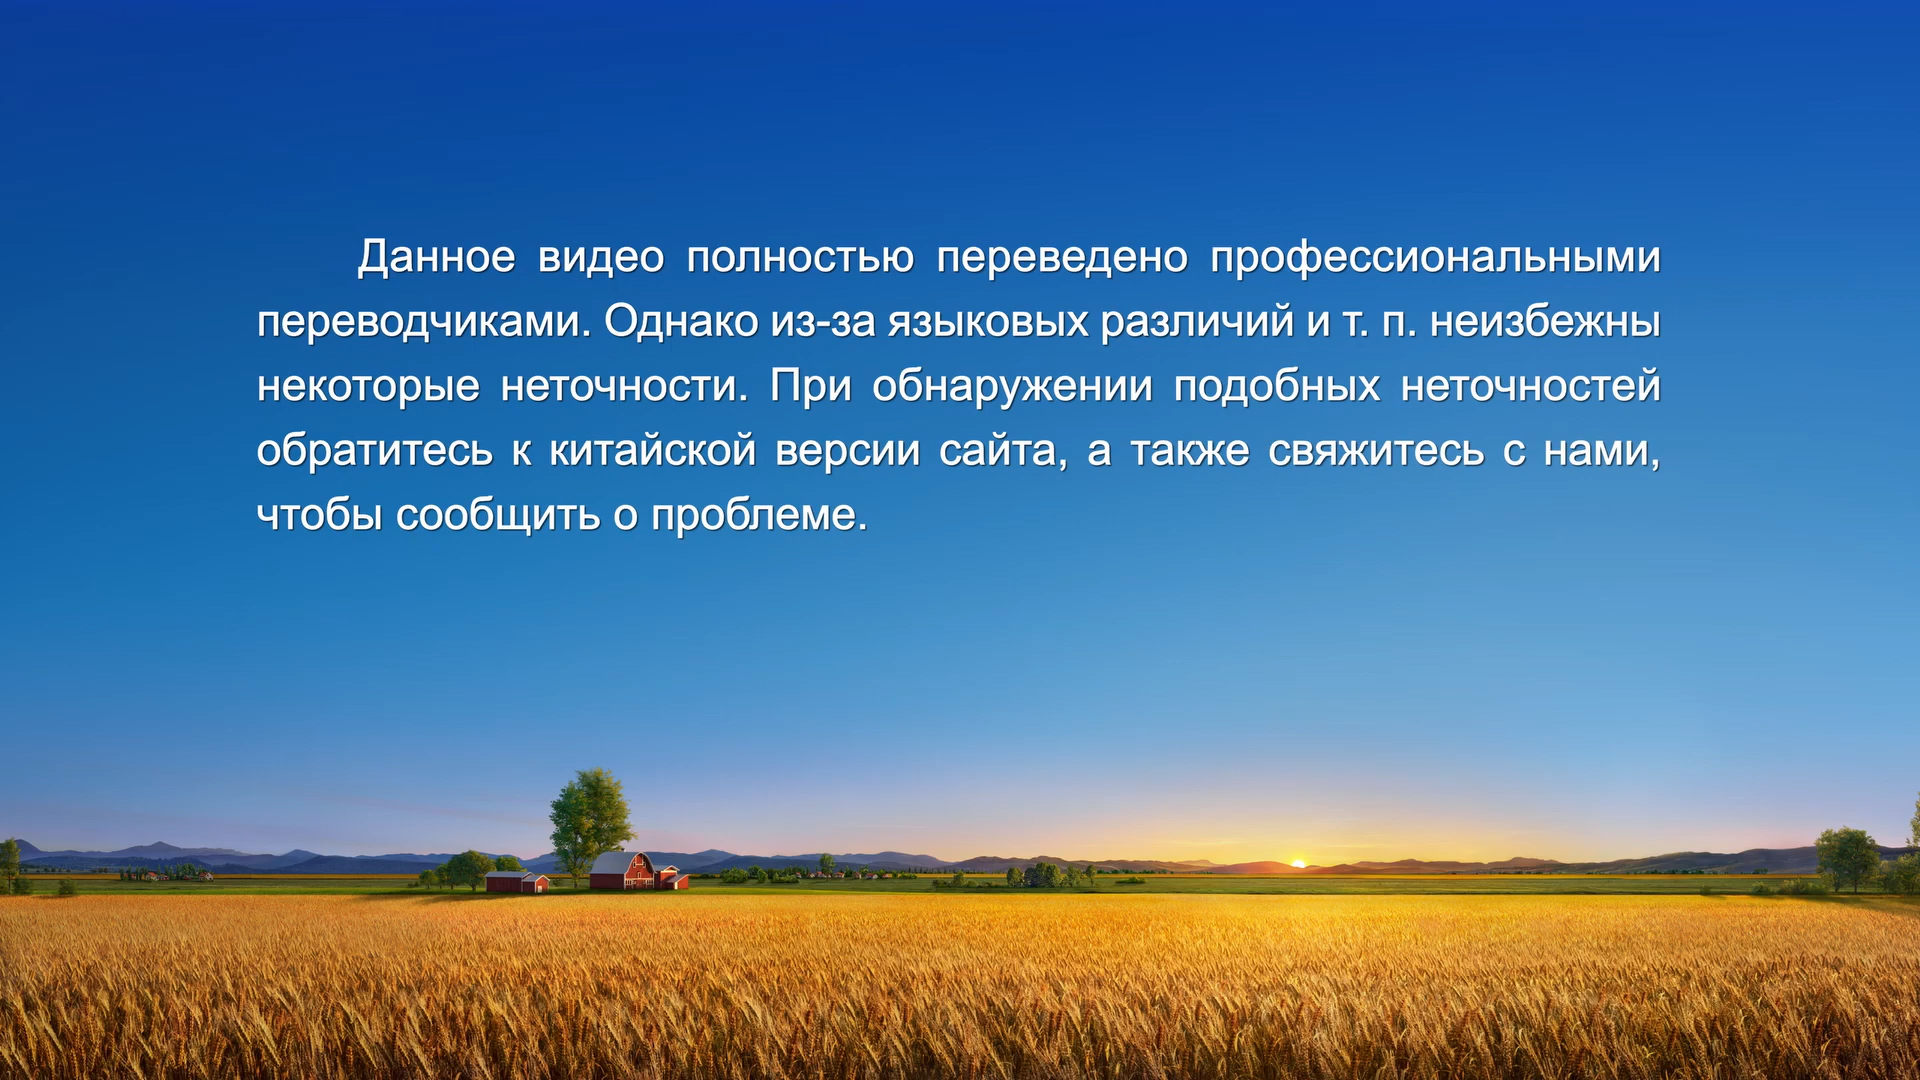 Данное видео полностью переведено профессиональными
переводчиками. Однако из-за языковых различий и т. п. неизбежны
некоторые неточности. При обнаружении подобных неточностей
обратитесь к китайской версии сайта, а также свяжитесь с нами,
чтобы сообщить о проблеме.